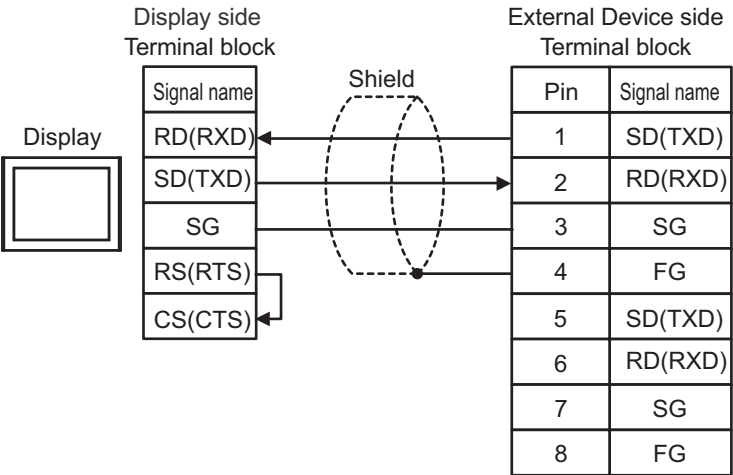 Display side
Terminal block
External Device side
Terminal block
Display
Shield
Signal name
RD(RXD)
SD(TXD)
SG
RS(RTS)
CS(CTS)
Pin Signal name
1 SD(TXD)
2 RD(RXD)
3 SG
4 FG
5 SD(TXD)
6 RD(RXD)
7 SG
8 FG